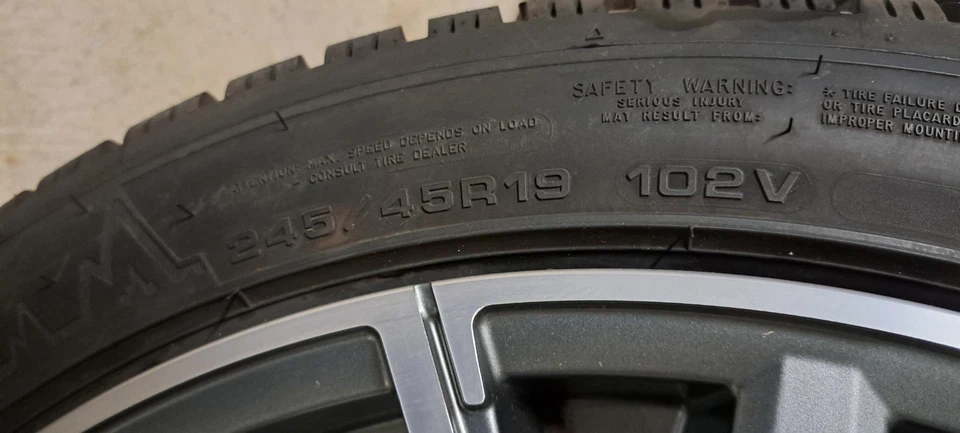 ATTENTION: MAX. SPEED DEPENDS ON LOAD
- CONSULT TIRE DEALER
245/45R19 102V
SAFETY WARNING:
SERIOUS INJURY
MAY RESULT FROM:
* TIRE FAILURE D
OR TIRE PLACARD
IMPROPER MOUNTI